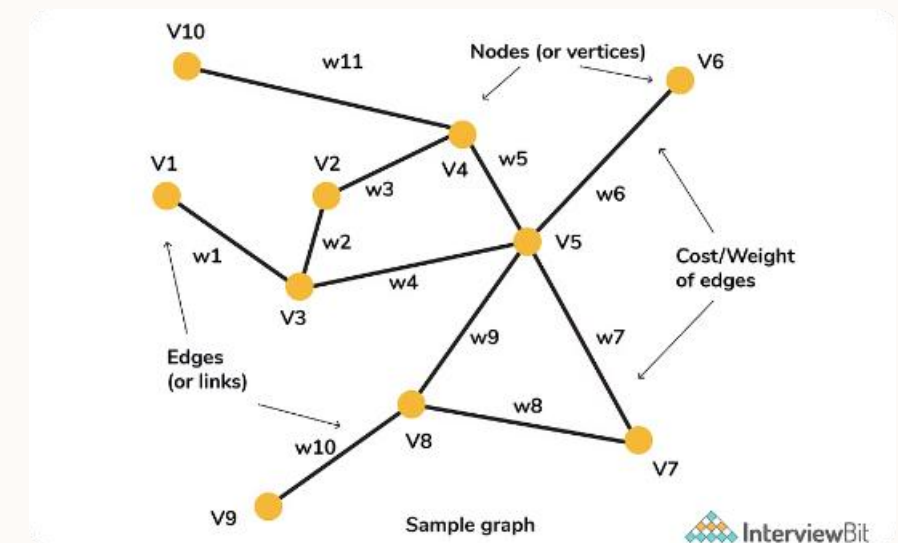 V10
w11
Nodes (or vertices)
V6
V1
V2
V4
w5
w3
w6
w1
w2
V5
w4
Cost/Weight
of edges
V3
w9
w7
Edges
(or links)
w8
V8
w10
V7
V9
Sample graph
InterviewBit